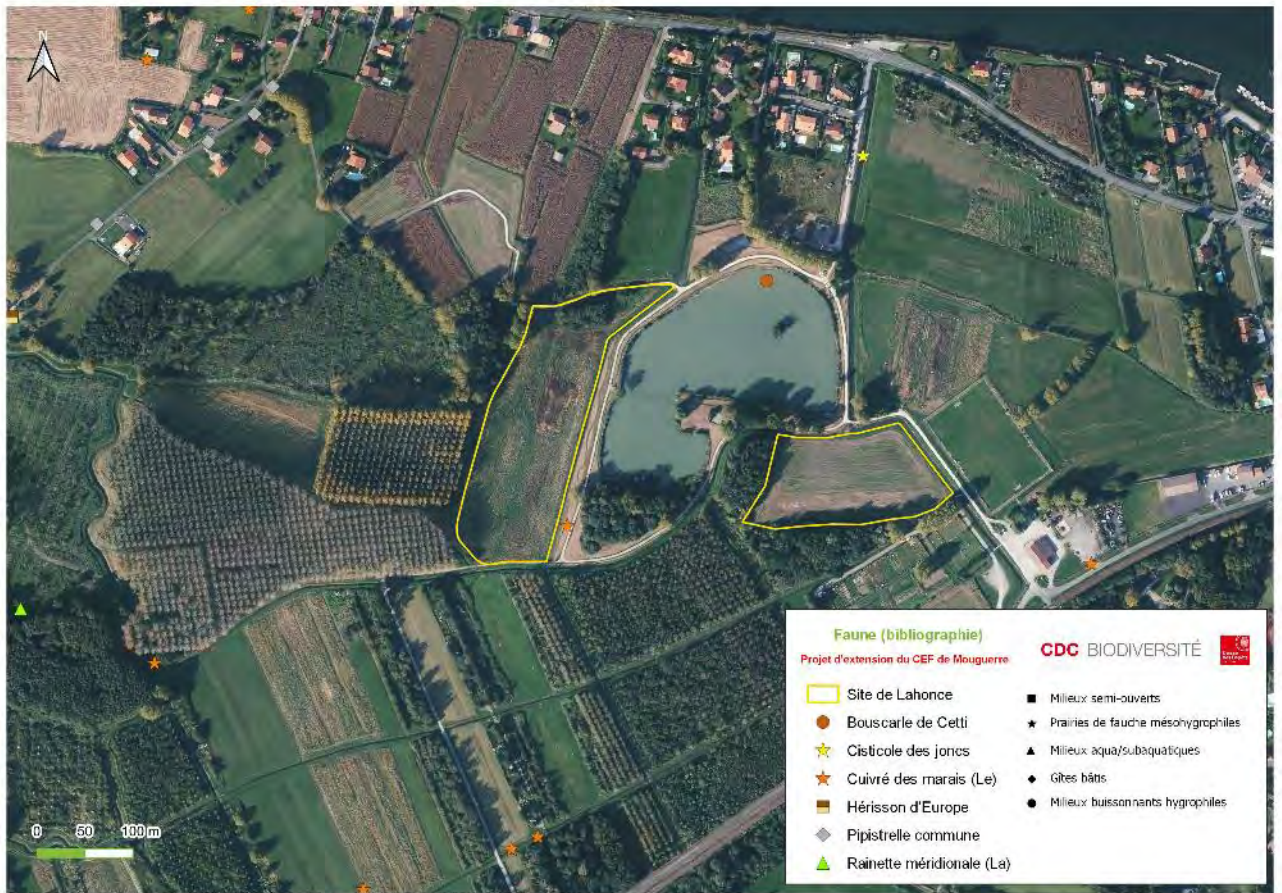 N
0 50 100 m
Faune (bibliographie)
Projet d'extension du CEF de Mouguerre
CDC BIODIVERSITÉ
Site de Lahonce
Bouscarle de Cetti
Cisticole des joncs
Cuivré des marais (Le)
Hérisson d'Europe
Pipistrelle commune
Rainette méridionale (La)
Milieux semi-ouverts
Prairies de fauche mésohygrophiles
Milieux aqua/subaquatiques
Gîtes bâtis
Milieux buissonnants hygrophiles